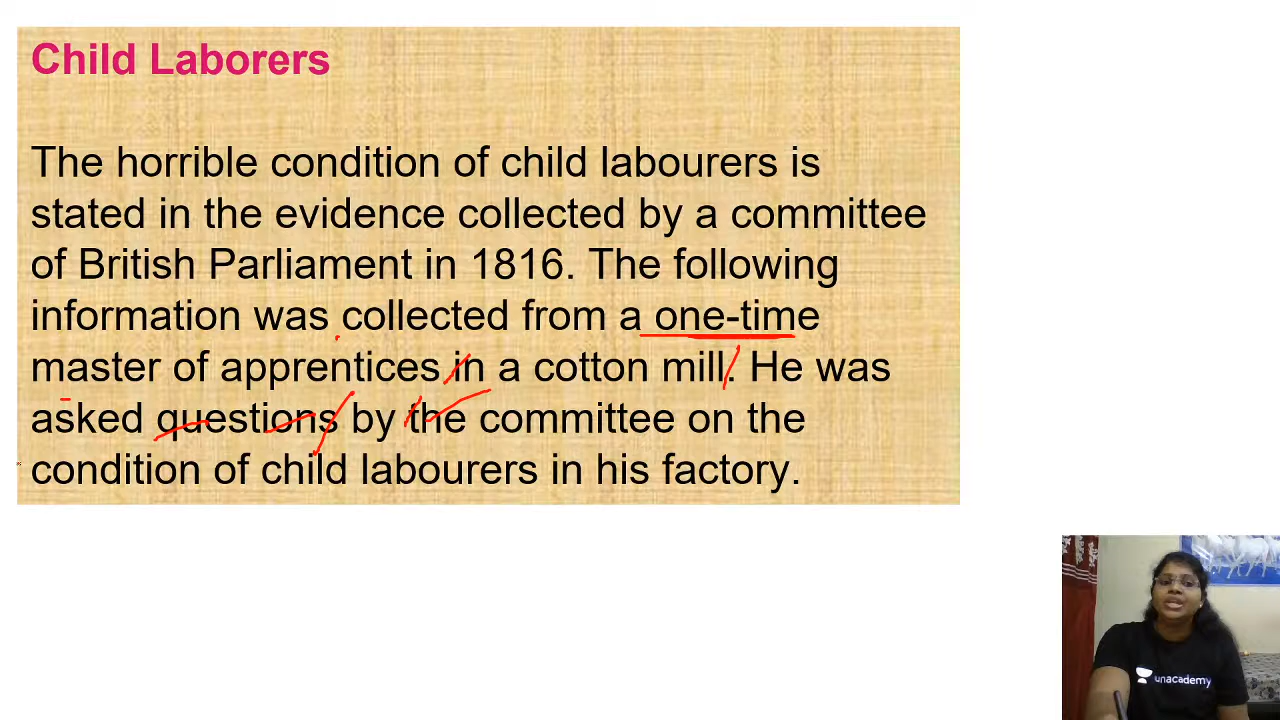 Child Laborers
The horrible condition of child labourers is
stated in the evidence collected by a committee
of British Parliament in 1816. The following
information was collected from a one-time
master of apprentices in a cotton mill. He was
asked questions by the committee on the
condition of child labourers in his factory.
unacademy